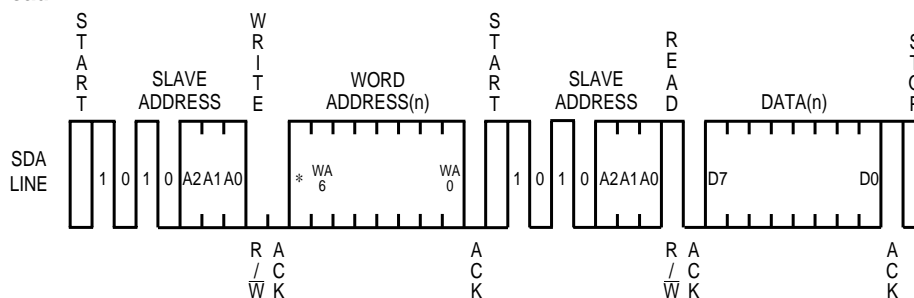 START
WRITE
START
READ
SLAVE
ADDRESS
WORD
ADDRESS(n)
SLAVE
ADDRESS
DATA(n)
SDA
LINE
1 0 1 0 A2 A1 A0 * WA 6 WA 0 1 0 1 0 A2 A1 A0 D7 D0
R/W ACK ACK R/W ACK ACK